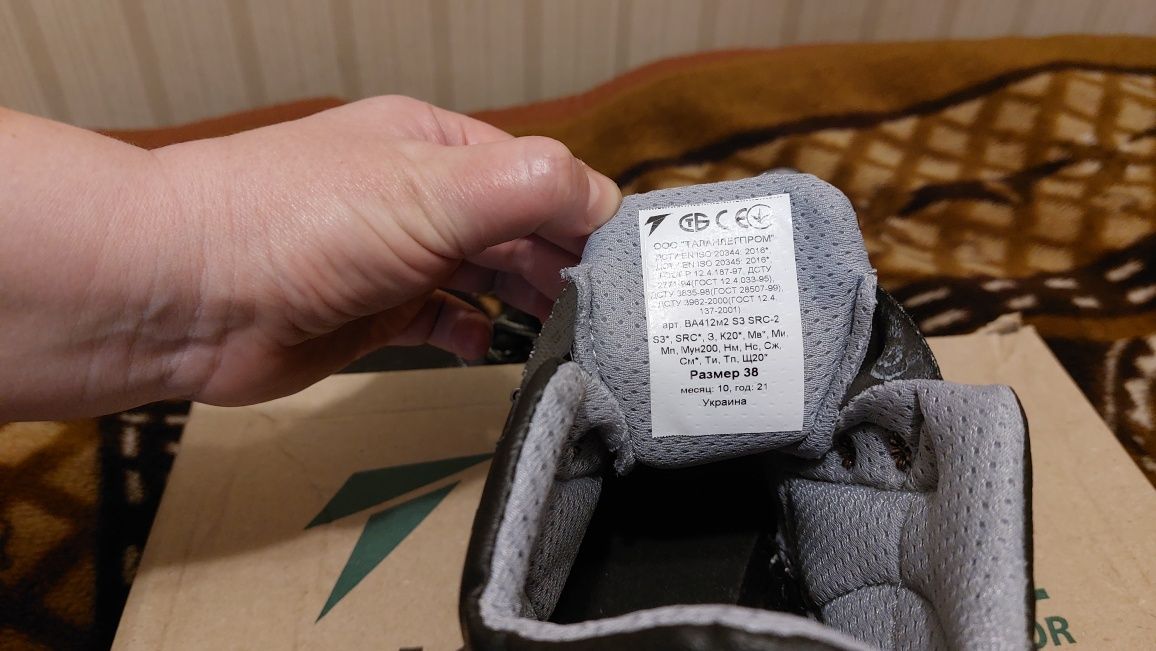 СТБ CE
ООО "ТАЛАНЛЕГПРОМ"
ДСТУ EN ISO 20344: 2016*
ДСТУ EN ISO 20345: 2016*
Р 12.4.187-97, ДСТУ
2771-94(ГОСТ 12.4.033-95),
ДСТУ 3835-98(ГОСТ 28507-99),
ДСТУ 3962-2000(ГОСТ 12.4.
137-2001)
арт. ВА412м2 S3 SRC-2
S3*, SRC*, З, К20*, Мв*, Ми,
Мп, Мун200, Нм, Нс, Сж,
См*, Ти, Тп, Щ20*
Размер 38
месяц: 10, год: 21
Украина